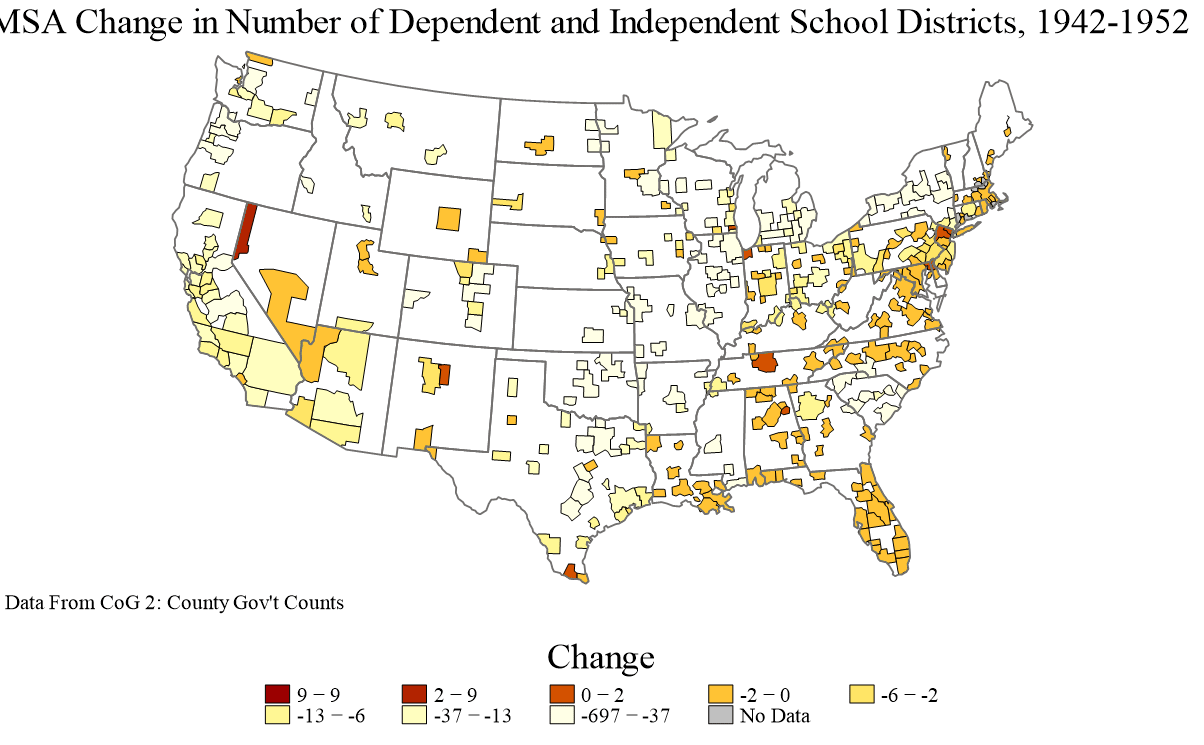 MSA Change in Number of Dependent and Independent School Districts, 1942-1952
Data From CoG 2: County Gov't Counts
Change
9 − 9 2 − 9 0 − 2 -2 − 0 -6 − -2
-13 − -6 -37 − -13 -697 − -37 No Data